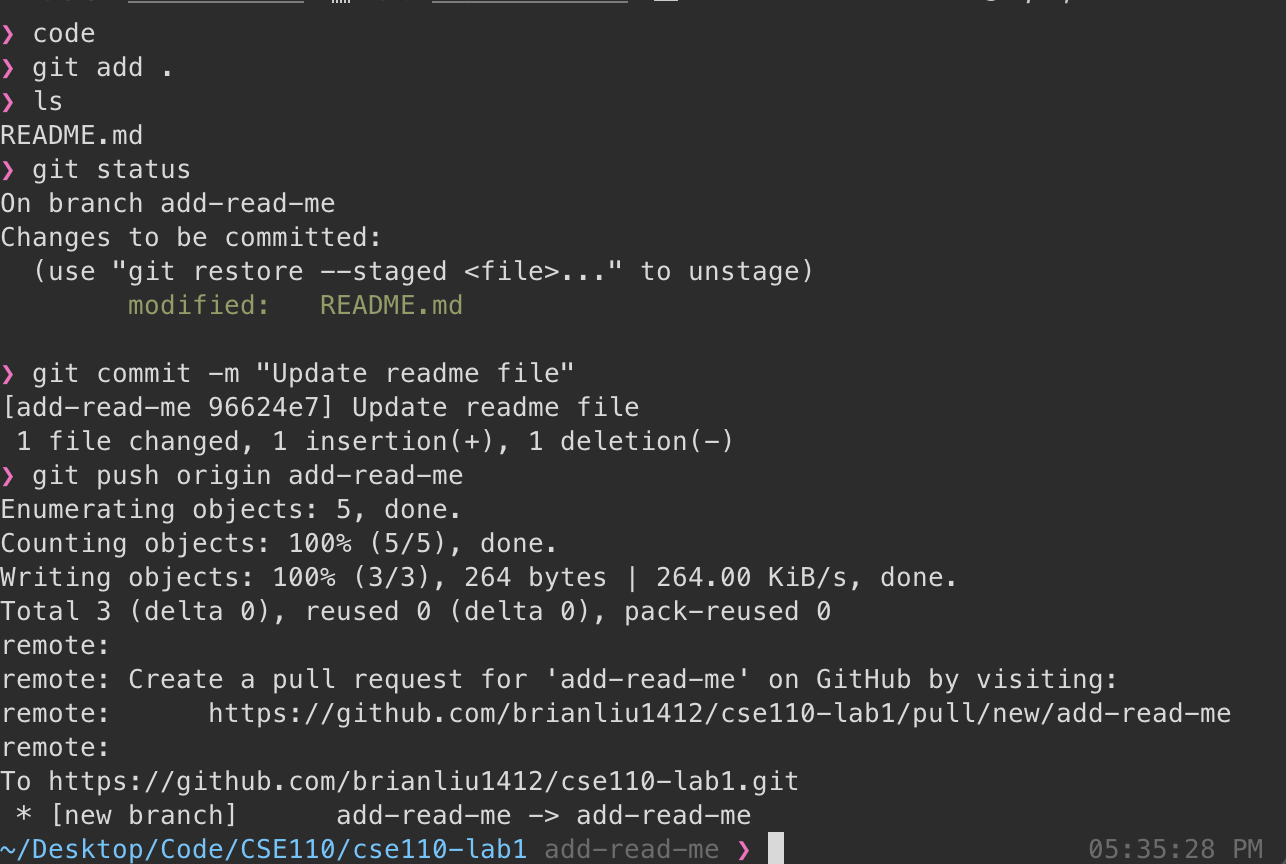 ❯ code
❯ git add .
❯ ls
README.md
❯ git status
On branch add-read-me
Changes to be committed:
  (use "git restore --staged <file>..." to unstage)
        modified:   README.md

❯ git commit -m "Update readme file"
[add-read-me 96624e7] Update readme file
 1 file changed, 1 insertion(+), 1 deletion(-)
❯ git push origin add-read-me
Enumerating objects: 5, done.
Counting objects: 100% (5/5), done.
Writing objects: 100% (3/3), 264 bytes | 264.00 KiB/s, done.
Total 3 (delta 0), reused 0 (delta 0), pack-reused 0
remote:
remote: Create a pull request for 'add-read-me' on GitHub by visiting:
remote:      https://github.com/brianliu1412/cse110-lab1/pull/new/add-read-me
remote:
To https://github.com/brianliu1412/cse110-lab1.git
 * [new branch]      add-read-me -> add-read-me
~/Desktop/Code/CSE110/cse110-lab1 add-read-me ❯ 05:35:28 PM